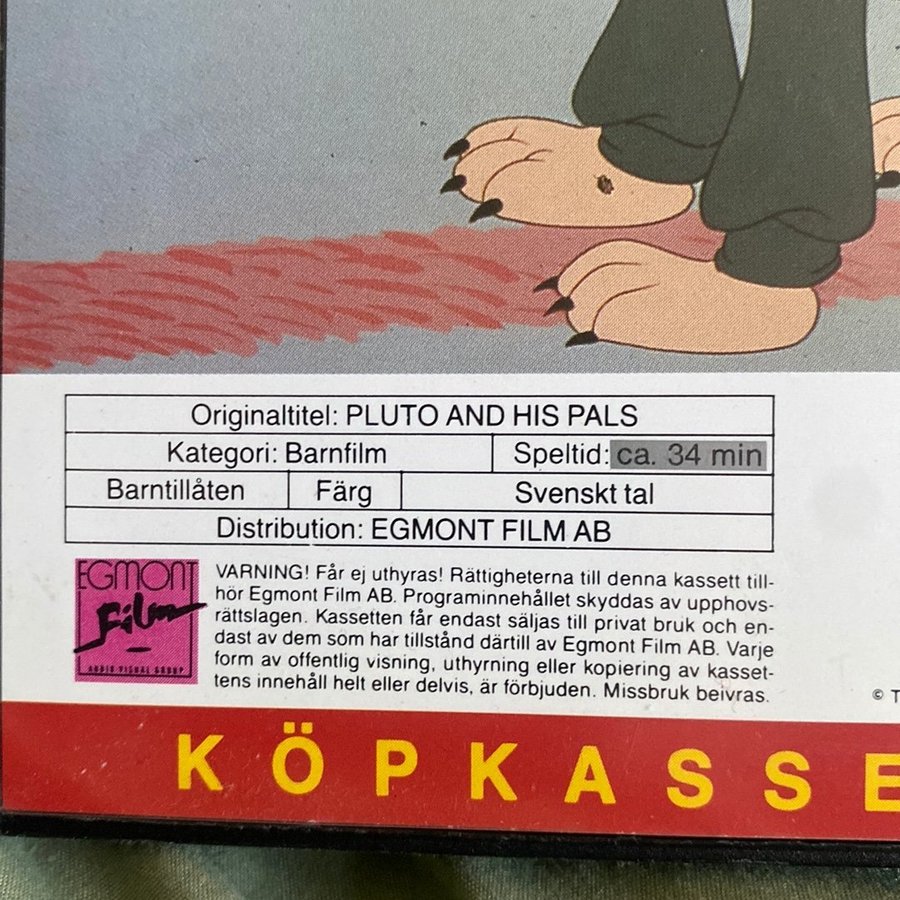 Originaltitel: PLUTO AND HIS PALS
Kategori: Barnfilm Speltid: ca. 34 min
Barntillåten Färg Svenskt tal
Distribution: EGMONT FILM AB
EGMONT
Film
AUDIO VISUAL GROUP
VARNING! Får ej uthyras! Rättigheterna till denna kassett till-
hör Egmont Film AB. Programinnehållet skyddas av upphovs-
rättslagen. Kassetten får endast säljas till privat bruk och en-
dast av dem som har tillstånd därtill av Egmont Film AB. Varje
form av offentlig visning, uthyrning eller kopiering av kasset-
tens innehåll helt eller delvis, är förbjuden. Missbruk beivras.
© T
KÖPKASSE